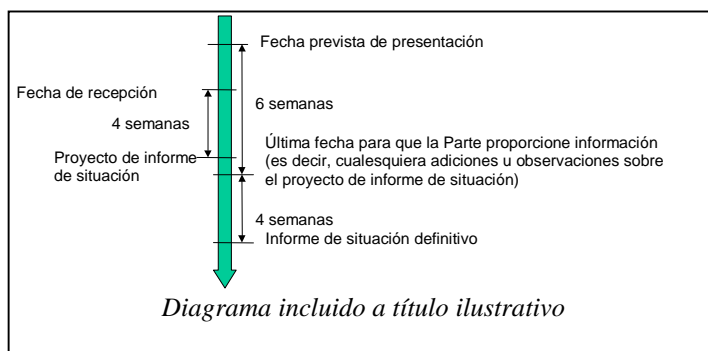 Fecha prevista de presentación
Fecha de recepción
6 semanas
4 semanas
Última fecha para que la Parte proporcione información
(es decir, cualesquiera adiciones u observaciones sobre
el proyecto de informe de situación)
Proyecto de informe
de situación
4 semanas
Informe de situación definitivo
Diagrama incluido a título ilustrativo